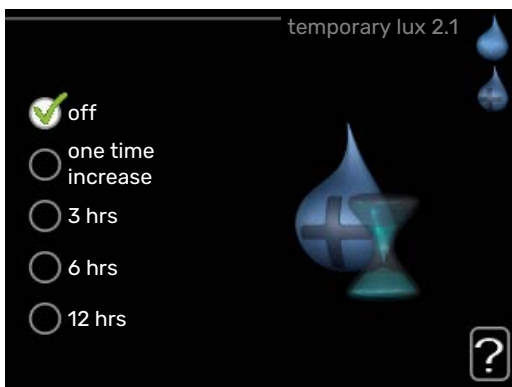 temporary lux 2.1
off
one time
increase
3 hrs
6 hrs
12 hrs
?